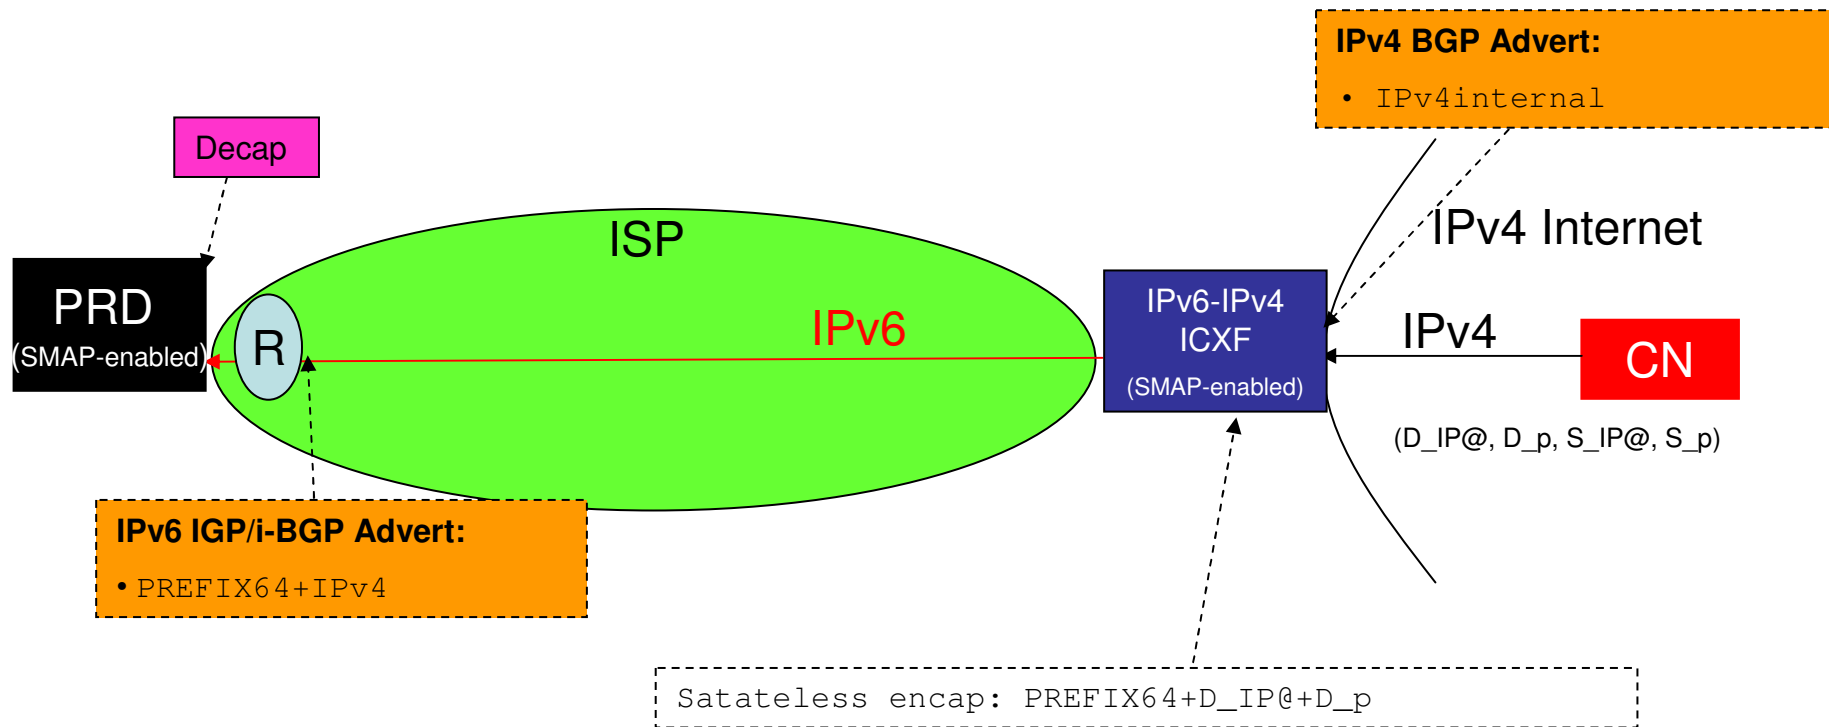 IPv4 BGP Advert:
• IPv4internal
Decap
ISP
IPv4 Internet
PRD
(SMAP-enabled)
R
IPv6
IPv6-IPv4
ICXF
(SMAP-enabled)
IPv4
CN
(D_IP@, D_p, S_IP@, S_p)
IPv6 IGP/i-BGP Advert:
• PREFIX64+IPv4
Satateless encap: PREFIX64+D_IP@+D_p